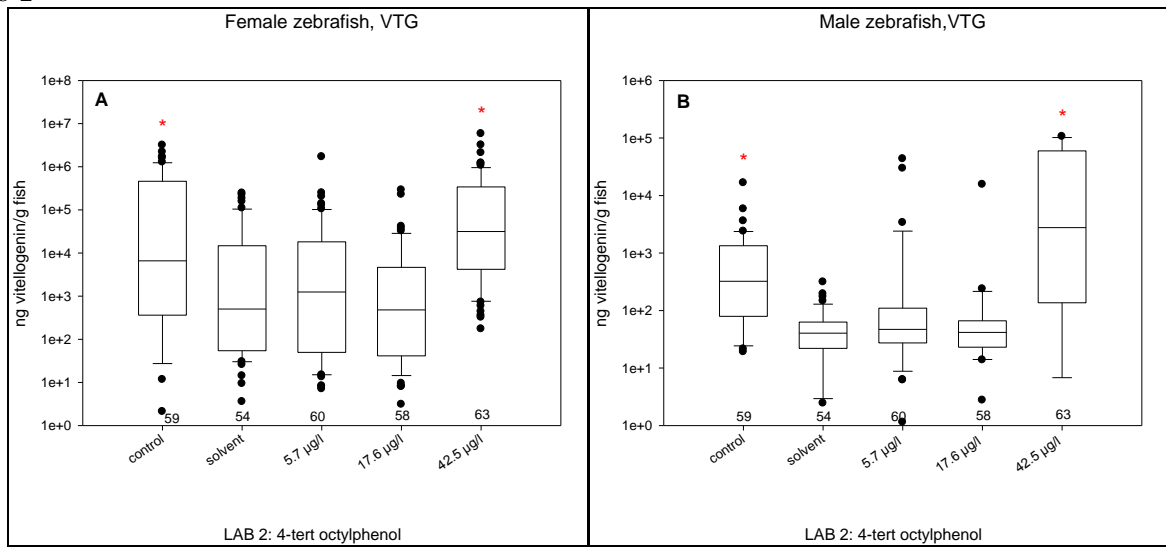 Female zebrafish, VTG
A
ng vitellogenin/g fish
1e+8
1e+7
1e+6
1e+5
1e+4
1e+3
1e+2
1e+1
1e+0
*
*
59
54
60
58
63
control
solvent
5.7 µg/l
17.6 µg/l
42.5 µg/l
LAB 2: 4-tert octylphenol
Male zebrafish,VTG
B
ng vitellogenin/g fish
1e+6
1e+5
1e+4
1e+3
1e+2
1e+1
1e+0
*
*
59
54
60
58
63
control
solvent
5.7 µg/l
17.6 µg/l
42.5 µg/l
LAB 2: 4-tert octylphenol